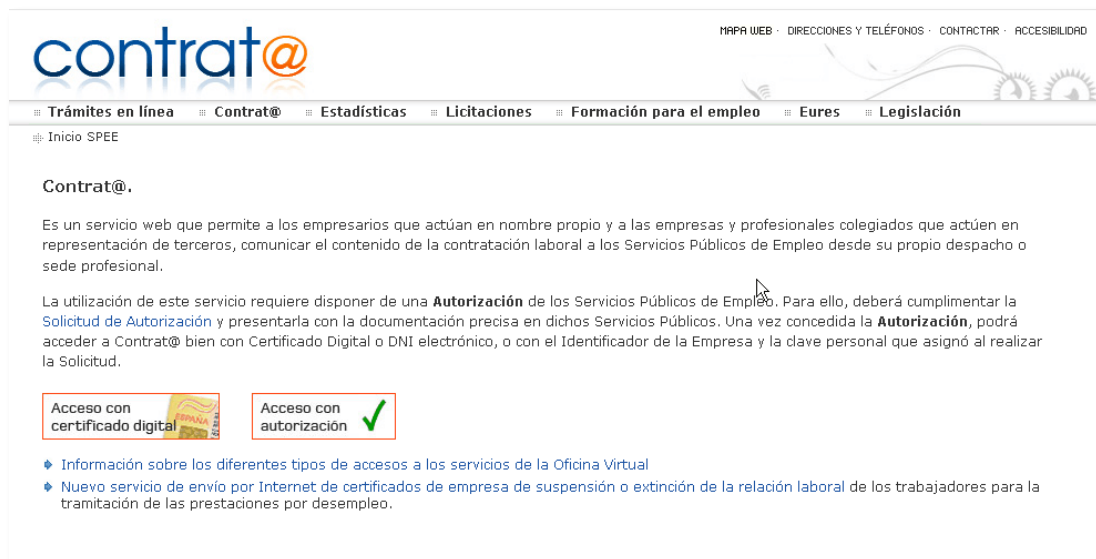 contrat@
MAPA WEB · DIRECCIONES Y TELÉFONOS · CONTACTAR · ACCESIBILIDAD
Trámites en línea Contrat@ Estadísticas Licitaciones Formación para el empleo Eures Legislación
Inicio SPEE
Contrat@.
Es un servicio web que permite a los empresarios que actúan en nombre propio y a las empresas y profesionales colegiados que actúen en
representación de terceros, comunicar el contenido de la contratación laboral a los Servicios Públicos de Empleo desde su propio despacho o
sede profesional.
La utilización de este servicio requiere disponer de una Autorización de los Servicios Públicos de Empleo. Para ello, deberá cumplimentar la
Solicitud de Autorización y presentarla con la documentación precisa en dichos Servicios Públicos. Una vez concedida la Autorización, podrá
acceder a Contrat@ bien con Certificado Digital o DNI electrónico, o con el Identificador de la Empresa y la clave personal que asignó al realizar
la Solicitud.
Acceso con
certificado digital
ESPAÑA
Acceso con
autorización
Información sobre los diferentes tipos de accesos a los servicios de la Oficina Virtual
Nuevo servicio de envío por Internet de certificados de empresa de suspensión o extinción de la relación laboral de los trabajadores para la
tramitación de las prestaciones por desempleo.